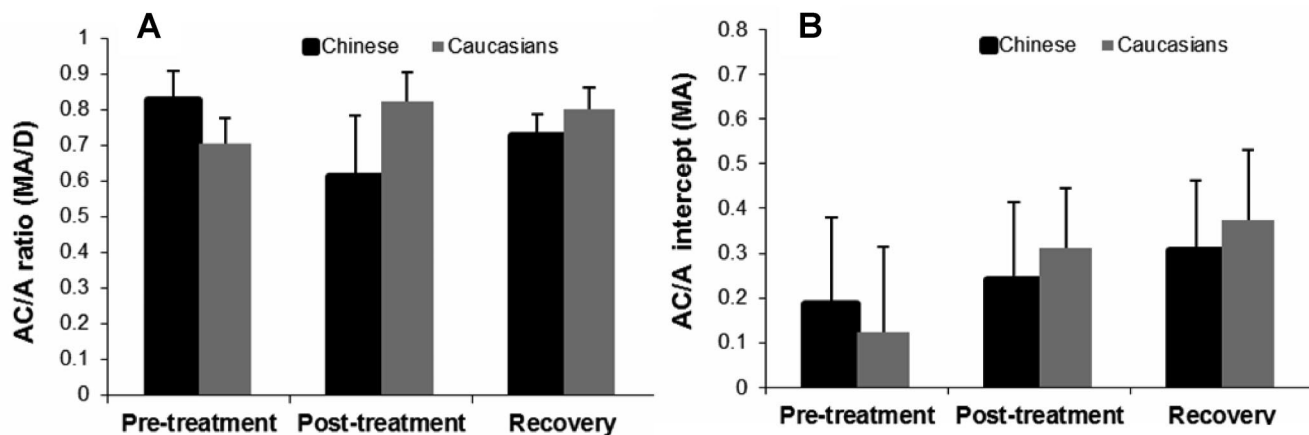 A
Chinese Caucasians
AC/A ratio (MA/D)
1
0.9
0.8
0.7
0.6
0.5
0.4
0.3
0.2
0.1
0
Pre-treatment Post-treatment Recovery
B
Chinese Caucasians
AC/A intercept (MA)
0.8
0.7
0.6
0.5
0.4
0.3
0.2
0.1
0
Pre-treatment Post-treatment Recovery